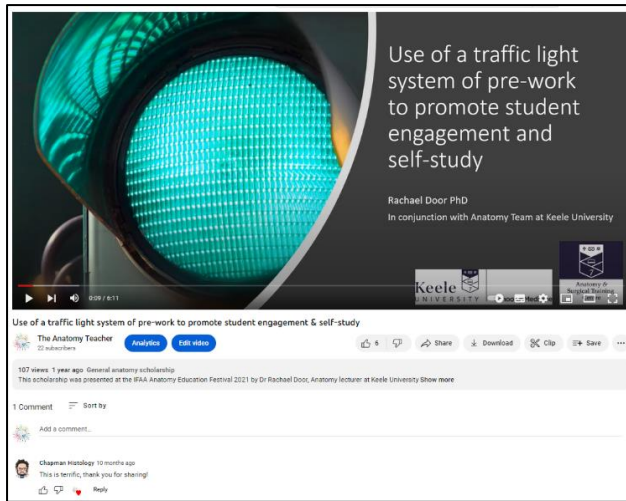 Use of a traffic light
system of pre-work
to promote student
engagement and
self-study
Rachael Door PhD
In conjunction with Anatomy Team at Keele University
Keele
UNIVERSITY
Anatomy &
Surgical Training
0:09 / 6:11
Use of a traffic light system of pre-work to promote student engagement & self-study
The Anatomy Teacher
22 subscribers
Analytics
Edit video
6
Share
Download
Clip
Save
107 views 1 year ago General anatomy scholarship
This scholarship was presented at the IFAA Anatomy Education Festival 2021 by Dr Rachael Door, Anatomy lecturer at Keele University Show more
1 Comment
Sort by
Add a comment...
Chapman Histology 10 months ago
This is terrific, thank you for sharing!
Reply